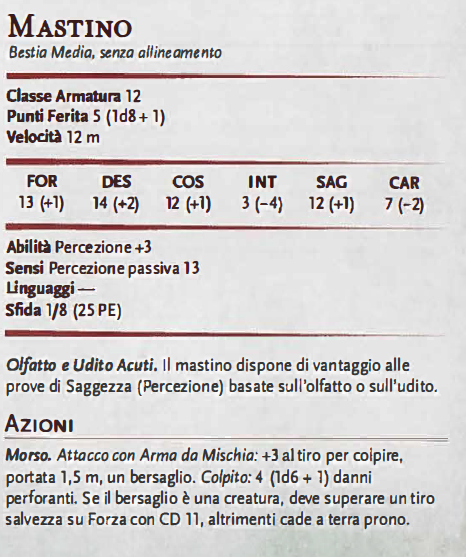 MASTINO
Bestia Media, senza allineamento
Classe Armatura 12
Punti Ferita 5 (1d8 + 1)
Velocità 12 m
FOR DES COS INT SAG CAR
13 (+1) 14 (+2) 12 (+1) 3 (−4) 12 (+1) 7 (−2)
Abilità Percezione +3
Sensi Percezione passiva 13
Linguaggi —
Sfida 1/8 (25 PE)
Olfatto e Udito Acuti. Il mastino dispone di vantaggio alle
prove di Saggezza (Percezione) basate sull'olfatto o sull'udito.
AZIONI
Morso. Attacco con Arma da Mischia: +3 al tiro per colpire,
portata 1,5 m, un bersaglio. Colpito: 4 (1d6 + 1) danni
perforanti. Se il bersaglio è una creatura, deve superare un tiro
salvezza su Forza con CD 11, altrimenti cade a terra prono.